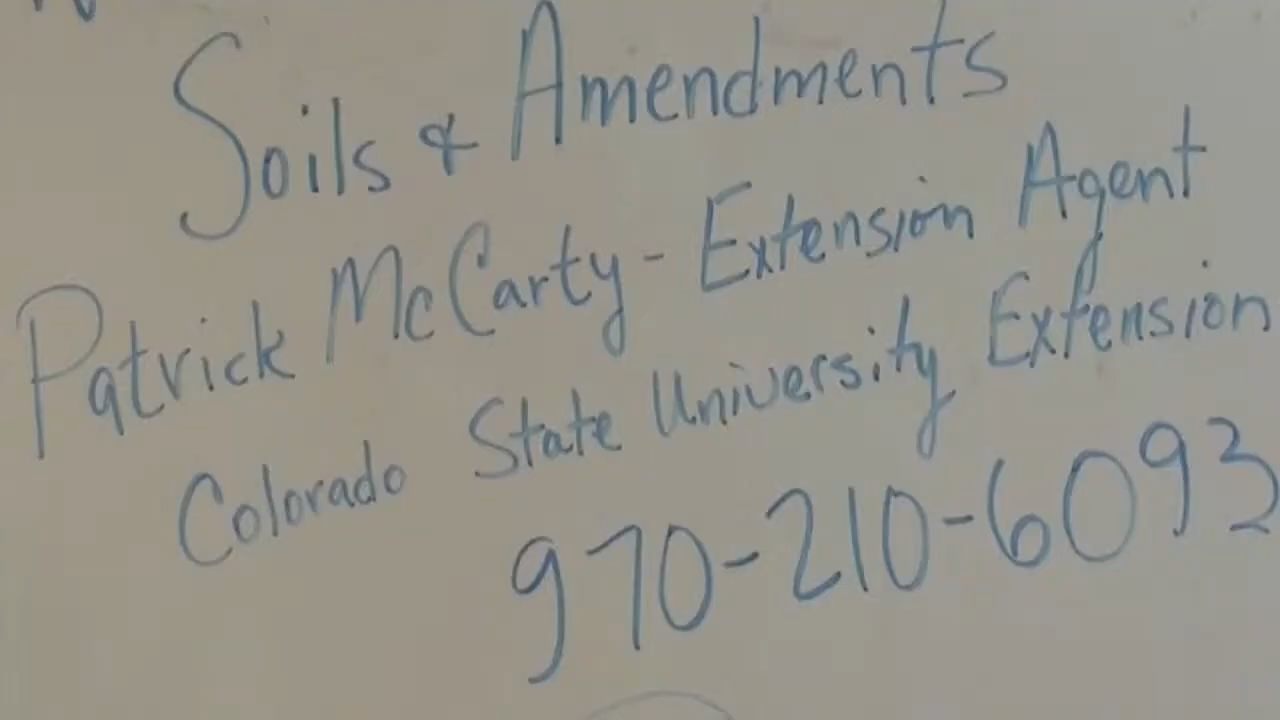 Soils & Amendments
Patrick McCarty - Extension Agent
Colorado State University Extension
970-210-6093